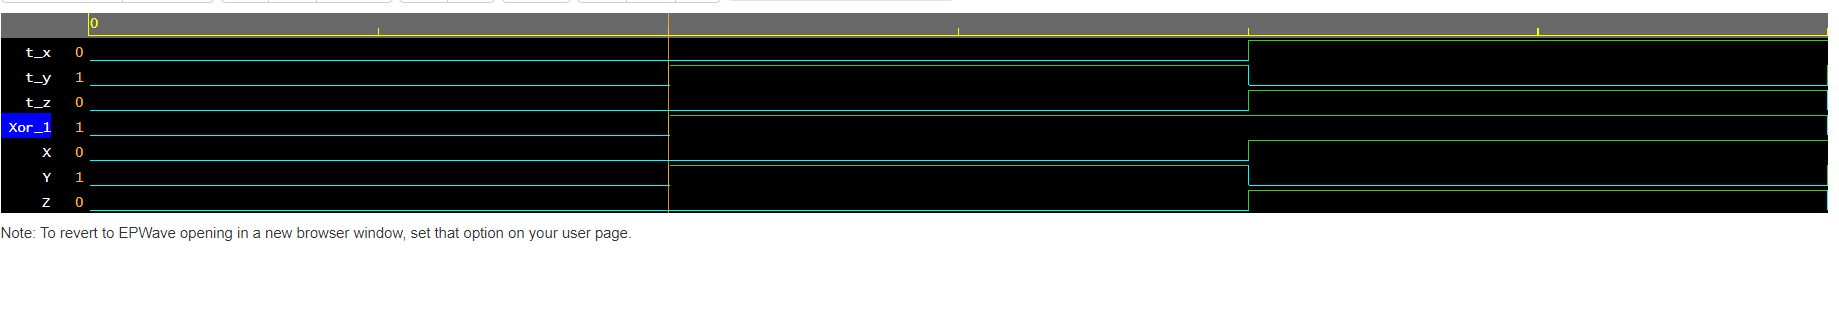 0
t_x 0
t_y 1
t_z 0
Xor_1 1
X 0
Y 1
Z 0
Note: To revert to EPWave opening in a new browser window, set that option on your user page.